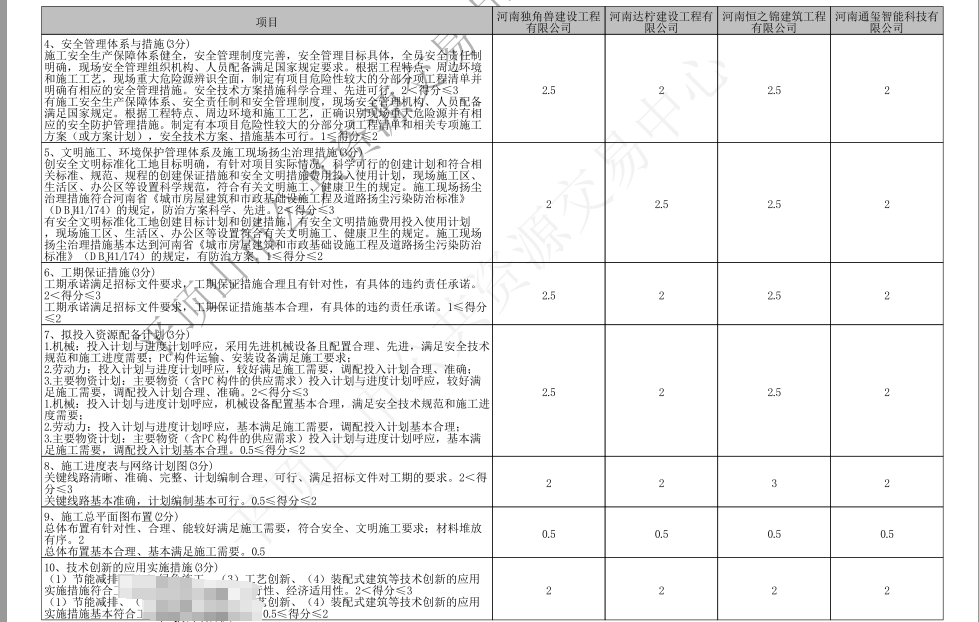 项目
河南独角兽建设工程有限公司
河南达柠建设工程有限公司
河南恒之锦建筑工程有限公司
河南通玺智能科技有限公司
4、安全管理体系与措施(3分)
施工安全生产保障体系健全，安全管理制度完善，安全管理目标具体，全员安全责任制
明确，现场安全管理组织机构、人员配备满足国家规定要求。根据工程特点、周边环境
和施工工艺，现场重大危险源辨识全面，制定有项目危险性较大的分部分项工程清单并
明确有相应的安全管理措施。安全技术方案措施科学合理、先进可行。2<得分≤3
有施工安全生产保障体系、安全责任制和安全管理制度，现场安全管理机构、人员配备
满足国家规定。根据工程特点、周边环境和施工工艺，正确识别现场重大危险源并有相
应的安全防护管理措施。制定有本项目危险性较大的分部分项工程清单和相关专项施工
方案（或方案计划），安全技术方案、措施基本可行。1≤得分≤2
2.5
2
2.5
2
5、文明施工、环境保护管理体系及施工现场扬尘治理措施(3分)
创安全文明标准化工地目标明确，有针对项目实际情况、科学可行的创建计划和符合相
关标准、规范、规程的创建保障措施和安全文明措施费用投入使用计划，现场施工区、
生活区、办公区等设置科学规范，符合有关文明施工、健康卫生的规定。施工现场扬尘
治理措施符合河南省《城市房屋建筑和市政基础设施工程及道路扬尘污染防治标准》
（DBJ41/174）的规定，防治方案科学、先进。2<得分≤3
有安全文明标准化工地创建目标计划和创建措施，有安全文明措施费用投入使用计划
，现场施工区、生活区、办公区等设置符合有关文明施工、健康卫生的规定。施工现场
扬尘治理措施基本达到河南省《城市房屋建筑和市政基础设施工程及道路扬尘污染防治
标准》（DBJ41/174）的规定，有防治方案。1≤得分≤2
2
2.5
2.5
2
6、工期保证措施(3分)
工期承诺满足招标文件要求，工期保证措施合理且有针对性，有具体的违约责任承诺。
2<得分≤3
工期承诺满足招标文件要求，工期保证措施基本合理，有具体的违约责任承诺。1≤得分
≤2
2.5
2
2.5
2
7、拟投入资源配备计划(3分)
1.机械：投入计划与进度计划呼应，采用先进机械设备且配置合理、先进，满足安全技术
规范和施工进度需要；PC构件运输、安装设备满足施工要求；
2.劳动力：投入计划与进度计划呼应，较好满足施工需要，调配投入计划合理、准确；
3.主要物资计划：主要物资（含PC构件的供应需求）投入计划与进度计划呼应，较好满
足施工需要，调配投入计划合理、准确。2<得分≤3
1.机械：投入计划与进度计划呼应，机械设备配置基本合理，满足安全技术规范和施工进
度需要；
2.劳动力：投入计划与进度计划呼应，基本满足施工需要，调配投入计划基本合理；
3.主要物资计划：主要物资（含PC构件的供应需求）投入计划与进度计划呼应，基本满
足施工需要，调配投入计划基本合理。0.5≤得分≤2
2.5
2
2.5
2
8、施工进度表与网络计划图(3分)
关键线路清晰、准确、完整、计划编制合理、可行、满足招标文件对工期的要求。2<得
分≤3
关键线路基本准确，计划编制基本可行。0.5≤得分≤2
2
2
3
2
9、施工总平面图布置(2分)
总体布置有针对性、合理、能较好满足施工需要，符合安全、文明施工要求；材料堆放
有序。2
总体布置基本合理、基本满足施工需要。0.5
0.5
0.5
0.5
0.5
10、技术创新的应用实施措施(3分)
（1）节能减排 （3）工艺创新、（4）装配式建筑等技术创新的应用
实施措施符合 行性、经济适用性。2<得分≤3
（1）节能减排、 艺创新、（4）装配式建筑等技术创新的应用
实施措施基本符合 0.5≤得分≤2
2
2
2
2